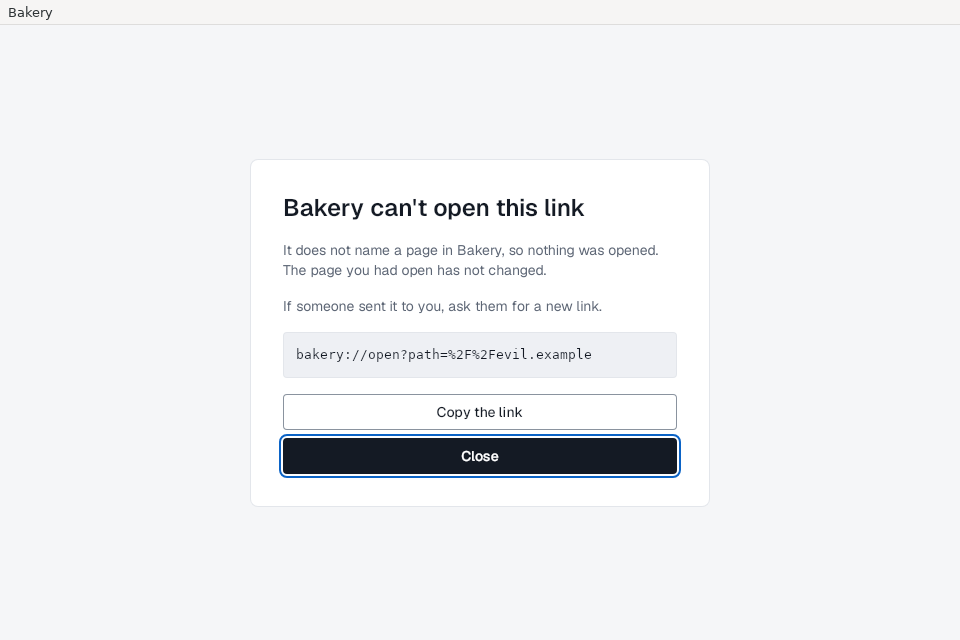 Bakery
Bakery can't open this link
It does not name a page in Bakery, so nothing was opened.
The page you had open has not changed.
If someone sent it to you, ask them for a new link.
bakery://open?path=%2F%2Fevil.example
Copy the link
Close